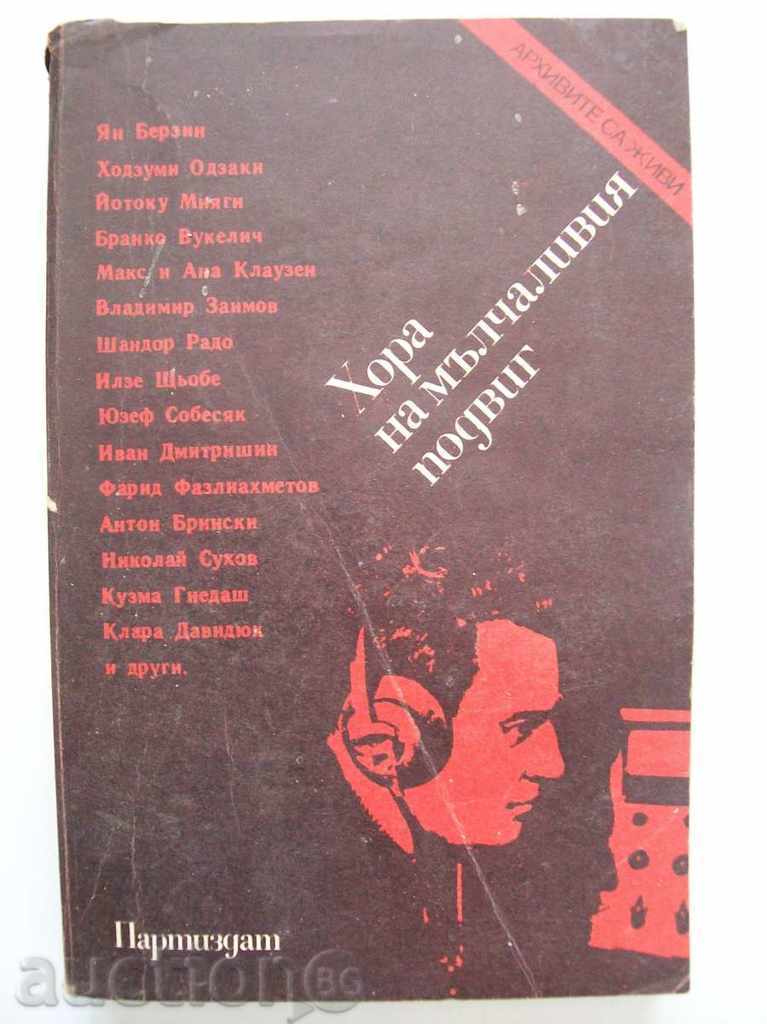 АРХИВИТЕ СА ЖИВИ
Ян Берзин
Ходзуми Одзаки
Йотоку Мияги
Бранко Вукелич
Макс и Ана Клаузен
Владимир Заимов
Шандор Радо
Илзе Щьобе
Юзеф Собесяк
Иван Дмитришин
Фарид Фазлиахметов
Антон Брински
Николай Сухов
Кузма Гнедаш
Клара Давидюк
и други.
Хора
на мълчаливия
подвиг
Партиздат
auction BG